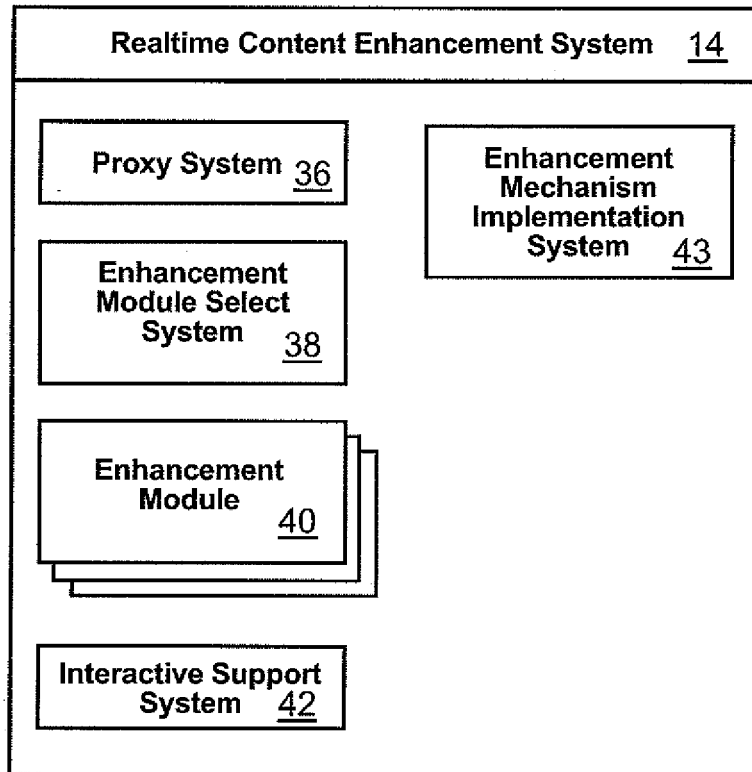 Realtime Content Enhancement System 14
Proxy System 36
Enhancement
Module Select
System
38
Enhancement
Module
40
Interactive Support
System 42
Enhancement
Mechanism
Implementation
System 43